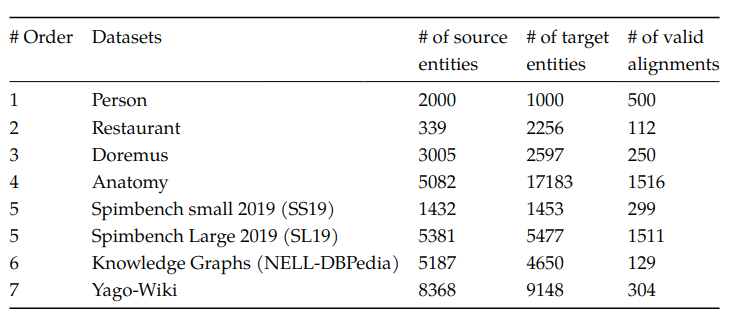 # Order Datasets # of source # of target # of valid
entities entities alignments
1 Person 2000 1000 500
2 Restaurant 339 2256 112
3 Doremus 3005 2597 250
4 Anatomy 5082 17183 1516
5 Spimbench small 2019 (SS19) 1432 1453 299
5 Spimbench Large 2019 (SL19) 5381 5477 1511
6 Knowledge Graphs (NELL-DBPedia) 5187 4650 129
7 Yago-Wiki 8368 9148 304